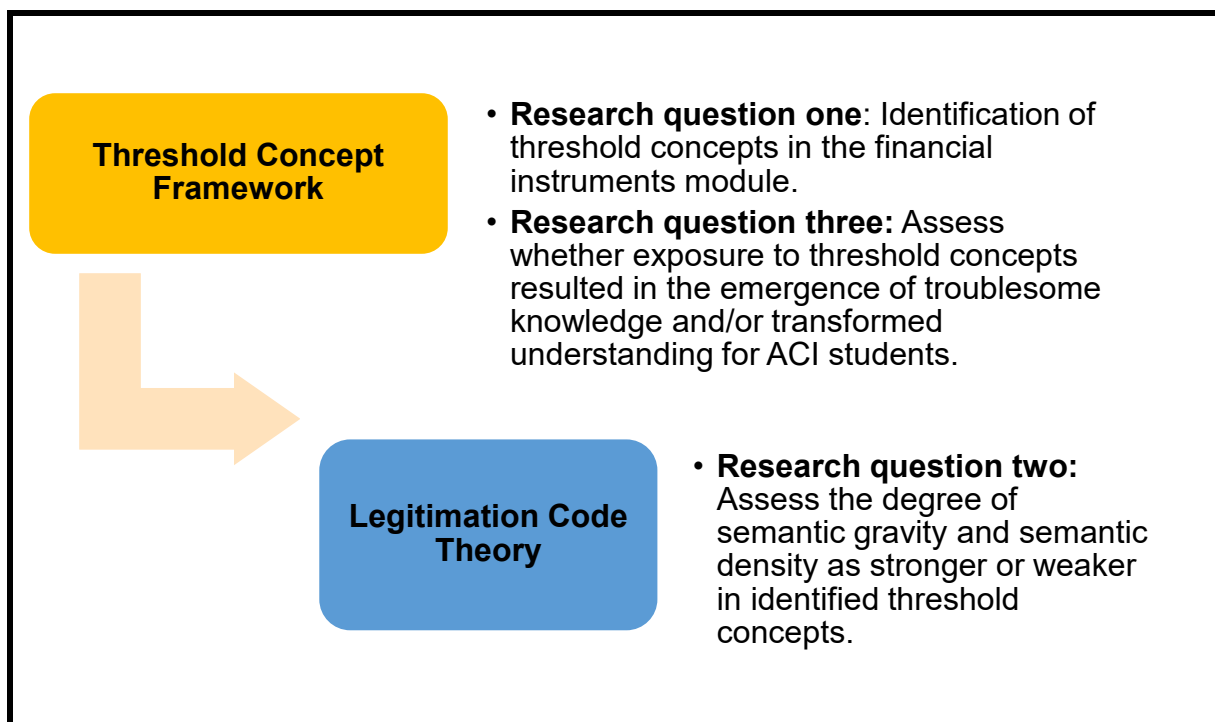 Threshold Concept
Framework
• Research question one: Identification of
threshold concepts in the financial
instruments module.
• Research question three: Assess
whether exposure to threshold concepts
resulted in the emergence of troublesome
knowledge and/or transformed
understanding for ACI students.
Legitimation Code
Theory
• Research question two:
Assess the degree of
semantic gravity and semantic
density as stronger or weaker
in identified threshold
concepts.